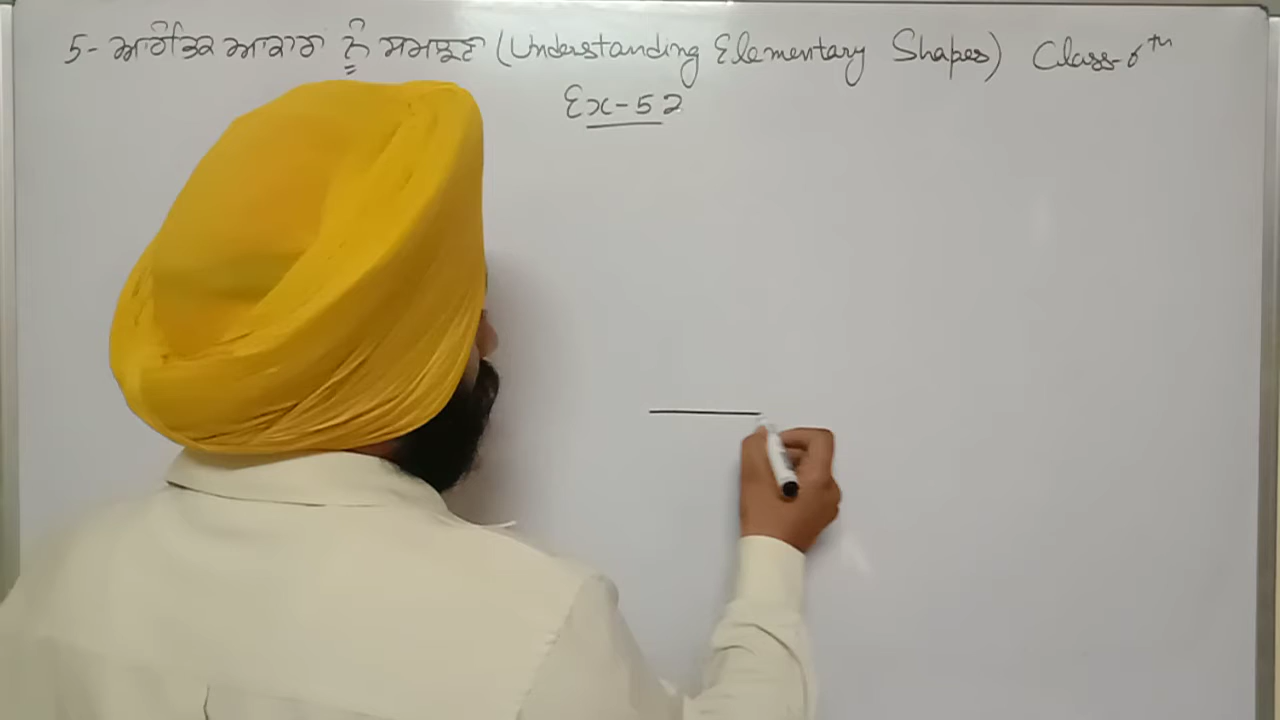 5- ਆਰੰਭਿਕ ਆਕਾਰਾਂ ਨੂੰ ਸਮਝਣਾ (Understanding Elementary Shapes) Class-6th
Ex-5.2